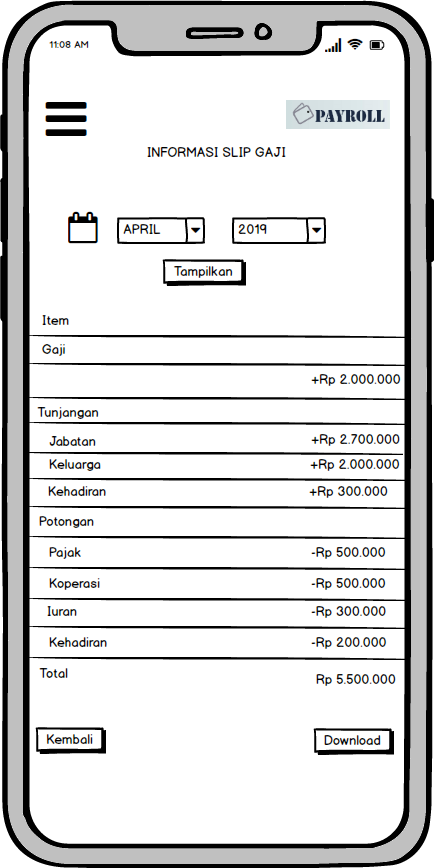 11:08 AM
PAYROLL
INFORMASI SLIP GAJI
APRIL 2019
Tampilkan
Item
Gaji
+Rp 2.000.000
Tunjangan
Jabatan +Rp 2.700.000
Keluarga +Rp 2.000.000
Kehadiran +Rp 300.000
Potongan
Pajak -Rp 500.000
Koperasi -Rp 500.000
Iuran -Rp 300.000
Kehadiran -Rp 200.000
Total Rp 5.500.000
Kembali Download